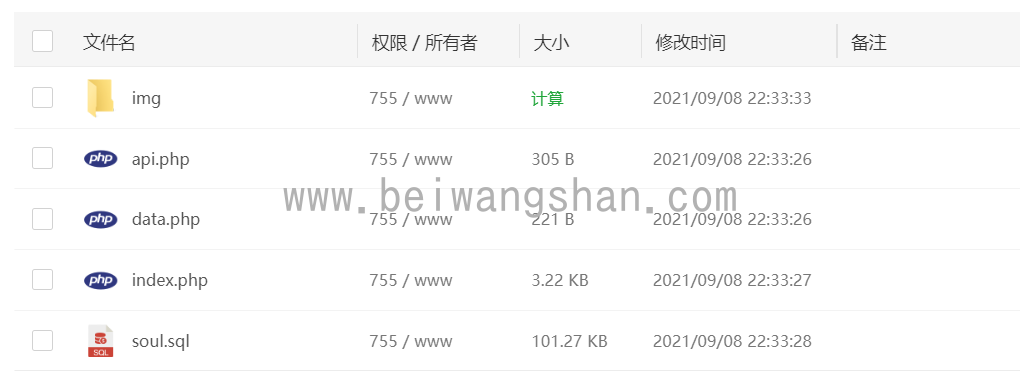 文件名 权限 / 所有者 大小 修改时间 备注
img 755 / www 计算 2021/09/08 22:33:33
php api.php 755 / www 305 B 2021/09/08 22:33:26
www.beiwangshan.com
php data.php 755 / www 221 B 2021/09/08 22:33:26
php index.php 755 / www 3.22 KB 2021/09/08 22:33:27
SQL soul.sql 755 / www 101.27 KB 2021/09/08 22:33:28